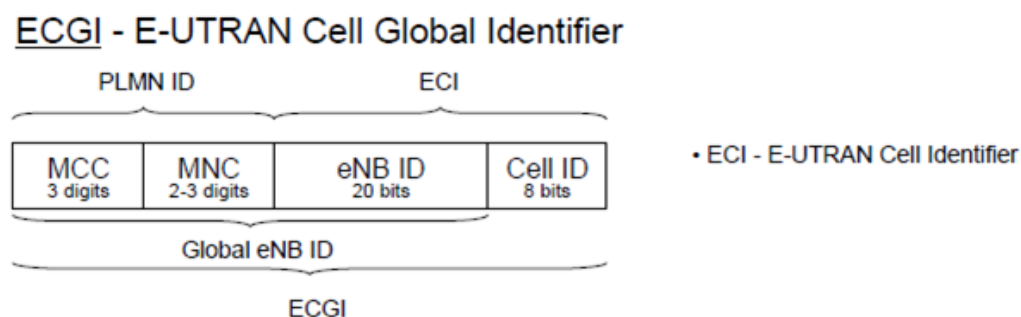 ECGI - E-UTRAN Cell Global Identifier
PLMN ID ECI
MCC MNC eNB ID Cell ID
3 digits 2-3 digits 20 bits 8 bits
• ECI - E-UTRAN Cell Identifier
Global eNB ID
ECGI